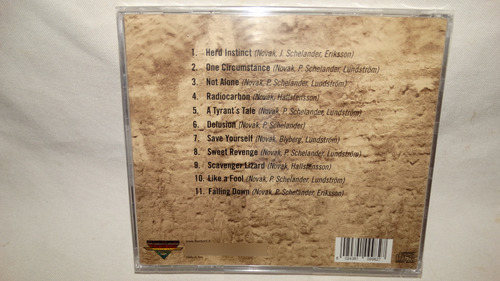 1. Herd Instinct (Novak, J. Schelander, Eriksson)
2. One Circumstance (Novak, P. Schelander, Lundström)
3. Not Alone (Novak, P. Schelander, Lundström)
4. Radiocarbon (Novak, Hallstensson)
5. A Tyrant's Tale (Novak, P. Schelander, Lundström)
6. Delusion (Novak, P. Schelander)
7. Save Yourself (Novak, Blyberg, Lundström)
8. Sweet Revenge (Novak, P. Schelander, Lundström)
9. Scavenger Lizard (Novak, Hallstensson)
10. Like a Fool (Novak, P. Schelander, Lundström)
11. Falling Down (Novak, P. Schelander, Eriksson)